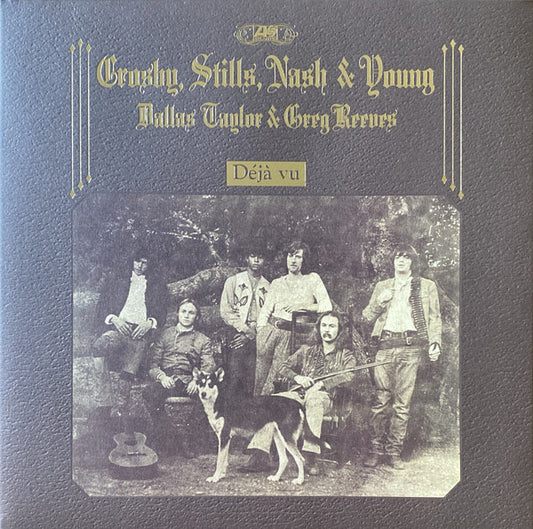 Crosby, Stills, Nash & Young
Dallas Taylor & Greg Reeves
Déjà vu